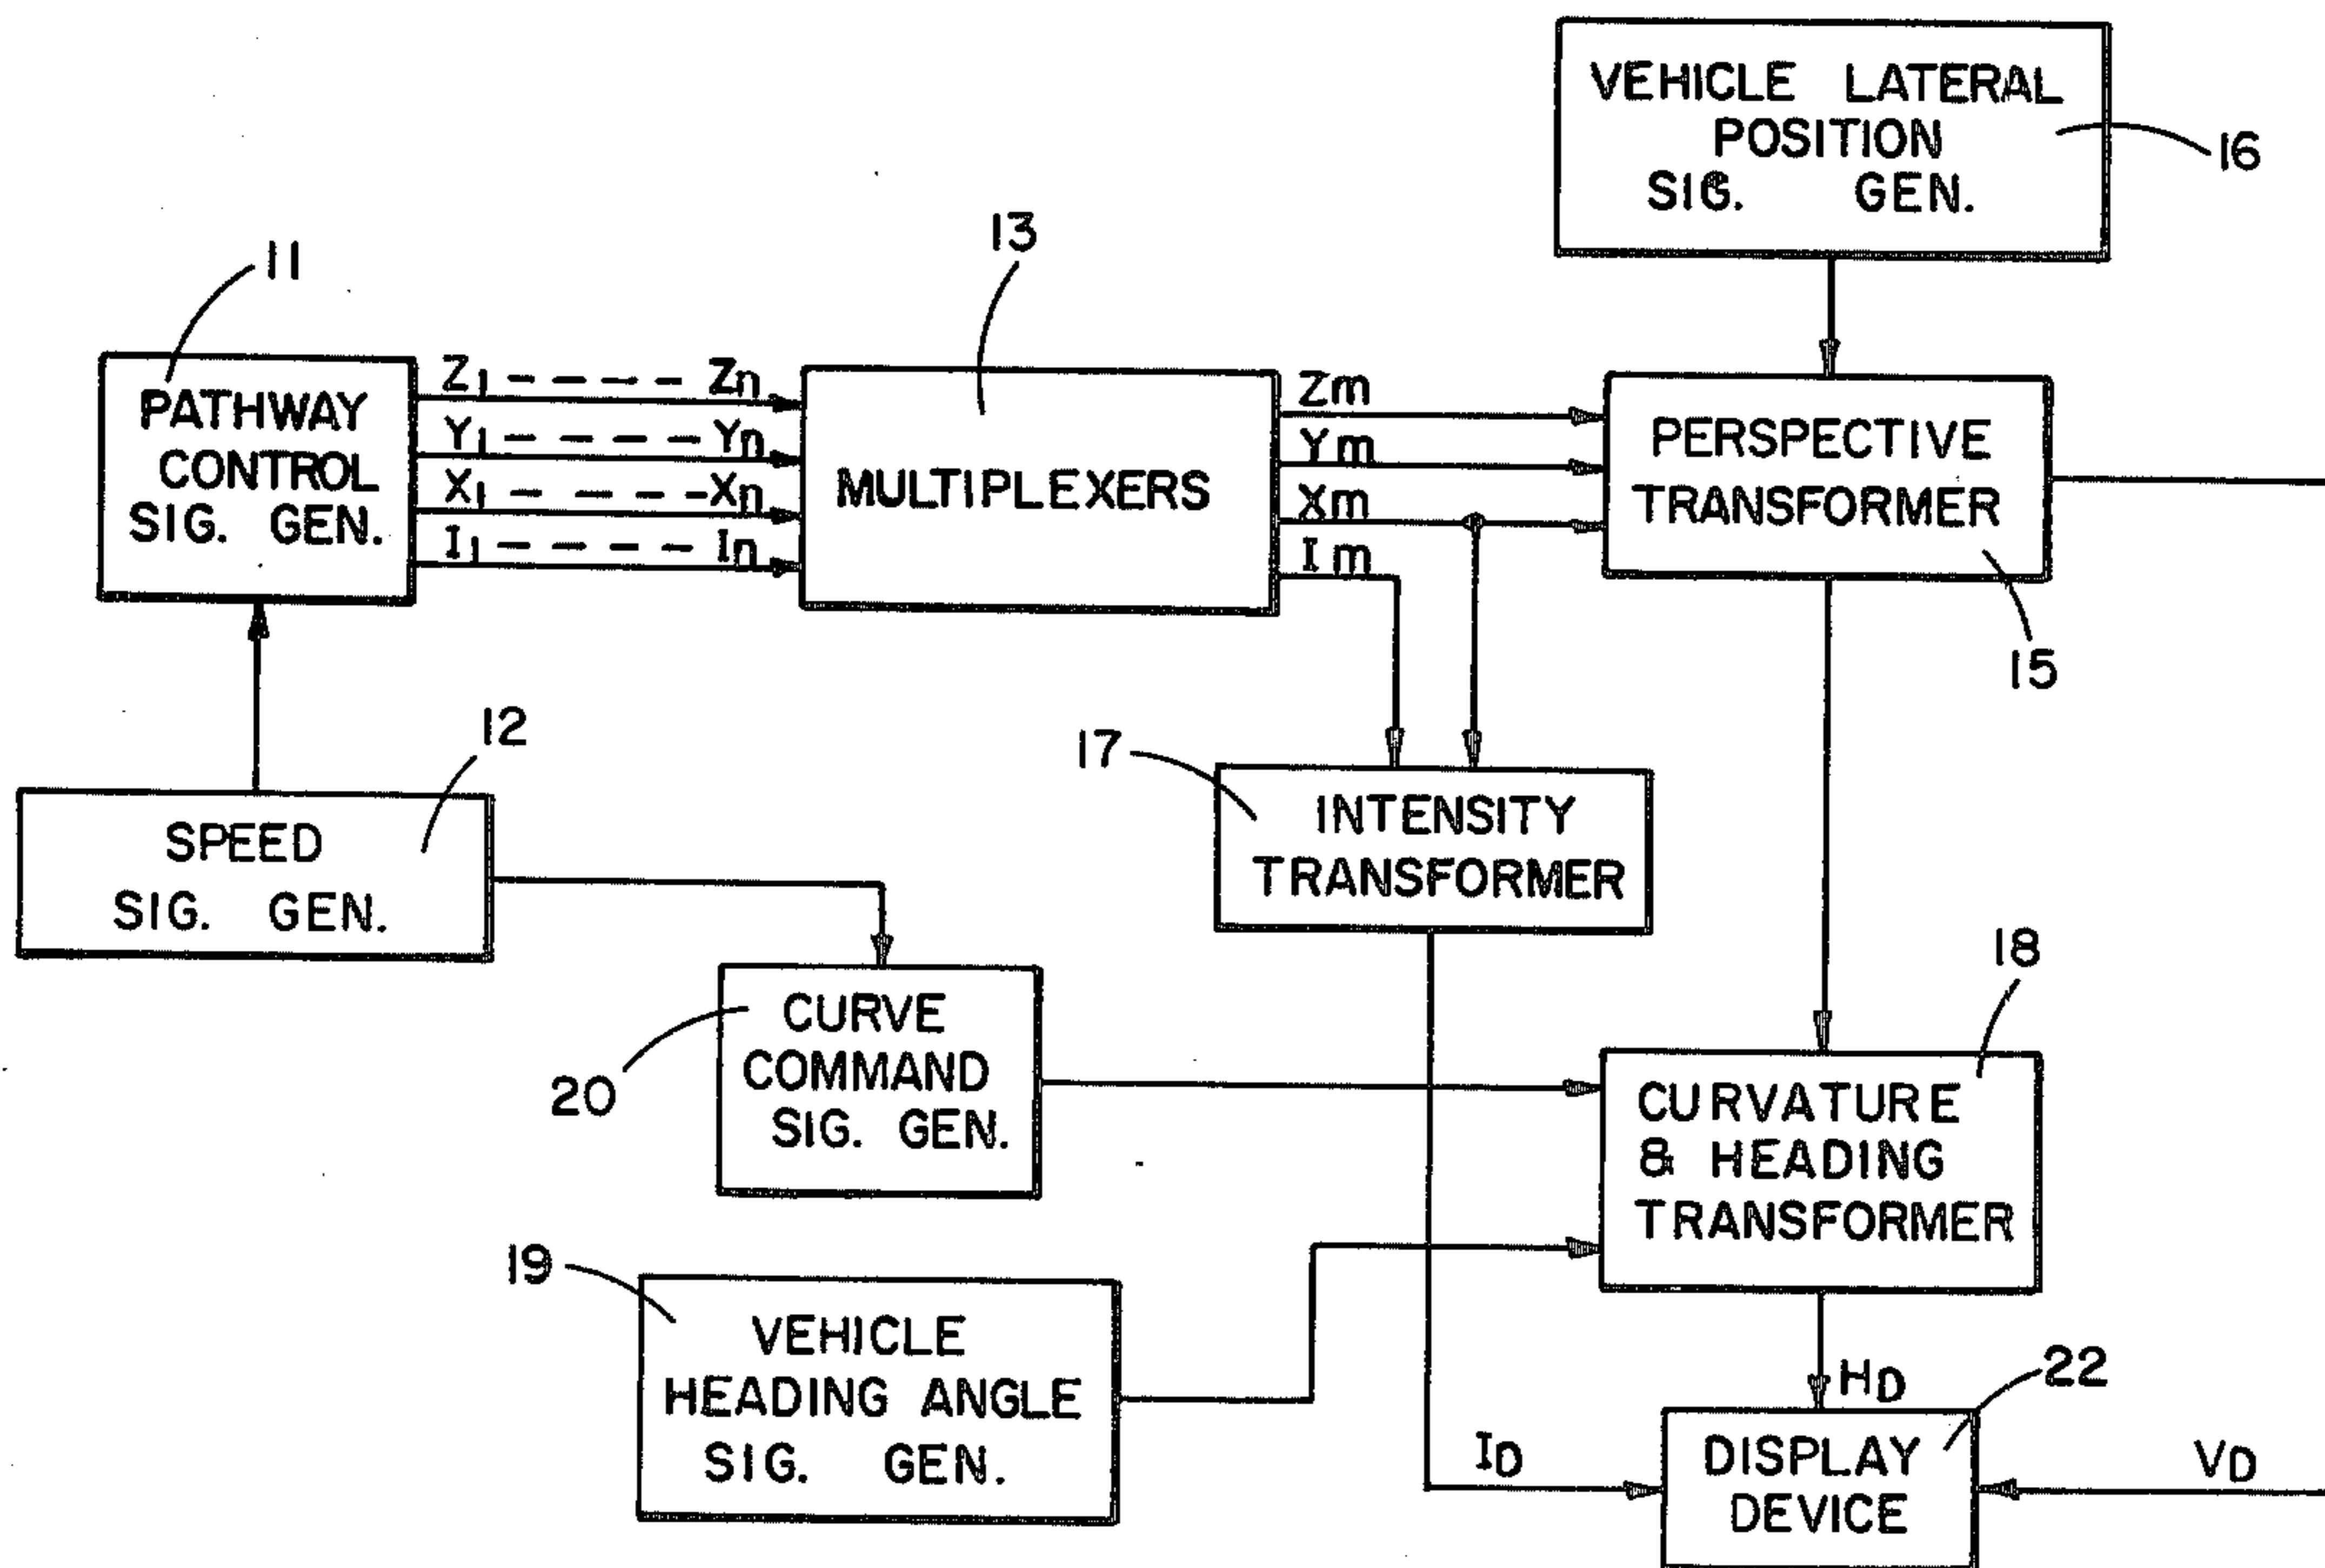 VEHICLE LATERAL
POSITION
SIG. GEN.
16
13
11
Z1 - - - - Zn
Y1 - - - - Yn
X1 - - - - Xn
I1 - - - - In
PATHWAY
CONTROL
SIG. GEN.
MULTIPLEXERS
Zm
Ym
Xm
Im
PERSPECTIVE
TRANSFORMER
15
12
SPEED
SIG. GEN.
17
INTENSITY
TRANSFORMER
18
CURVE
COMMAND
SIG. GEN.
20
CURVATURE
& HEADING
TRANSFORMER
19
VEHICLE
HEADING ANGLE
SIG. GEN.
HD
22
ID
DISPLAY
DEVICE
VD